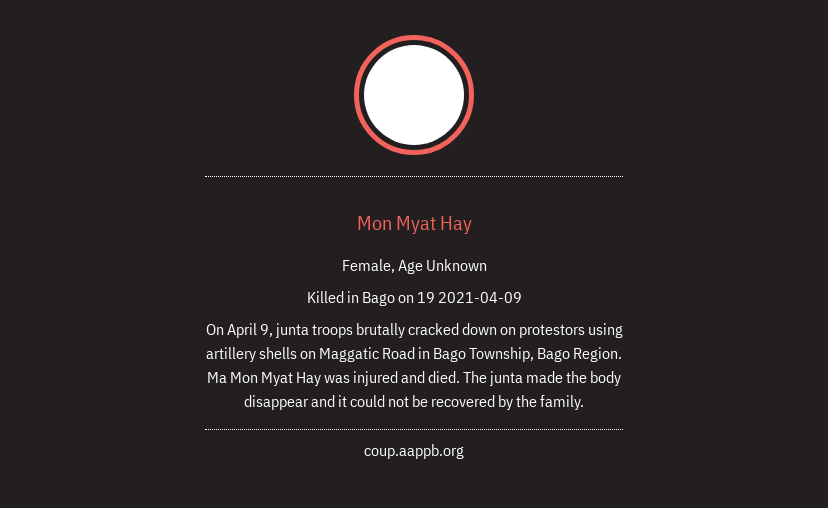 Mon Myat Hay
Female, Age Unknown
Killed in Bago on 19 2021-04-09
On April 9, junta troops brutally cracked down on protestors using
artillery shells on Maggatic Road in Bago Township, Bago Region.
Ma Mon Myat Hay was injured and died. The junta made the body
disappear and it could not be recovered by the family.
coup.aappb.org